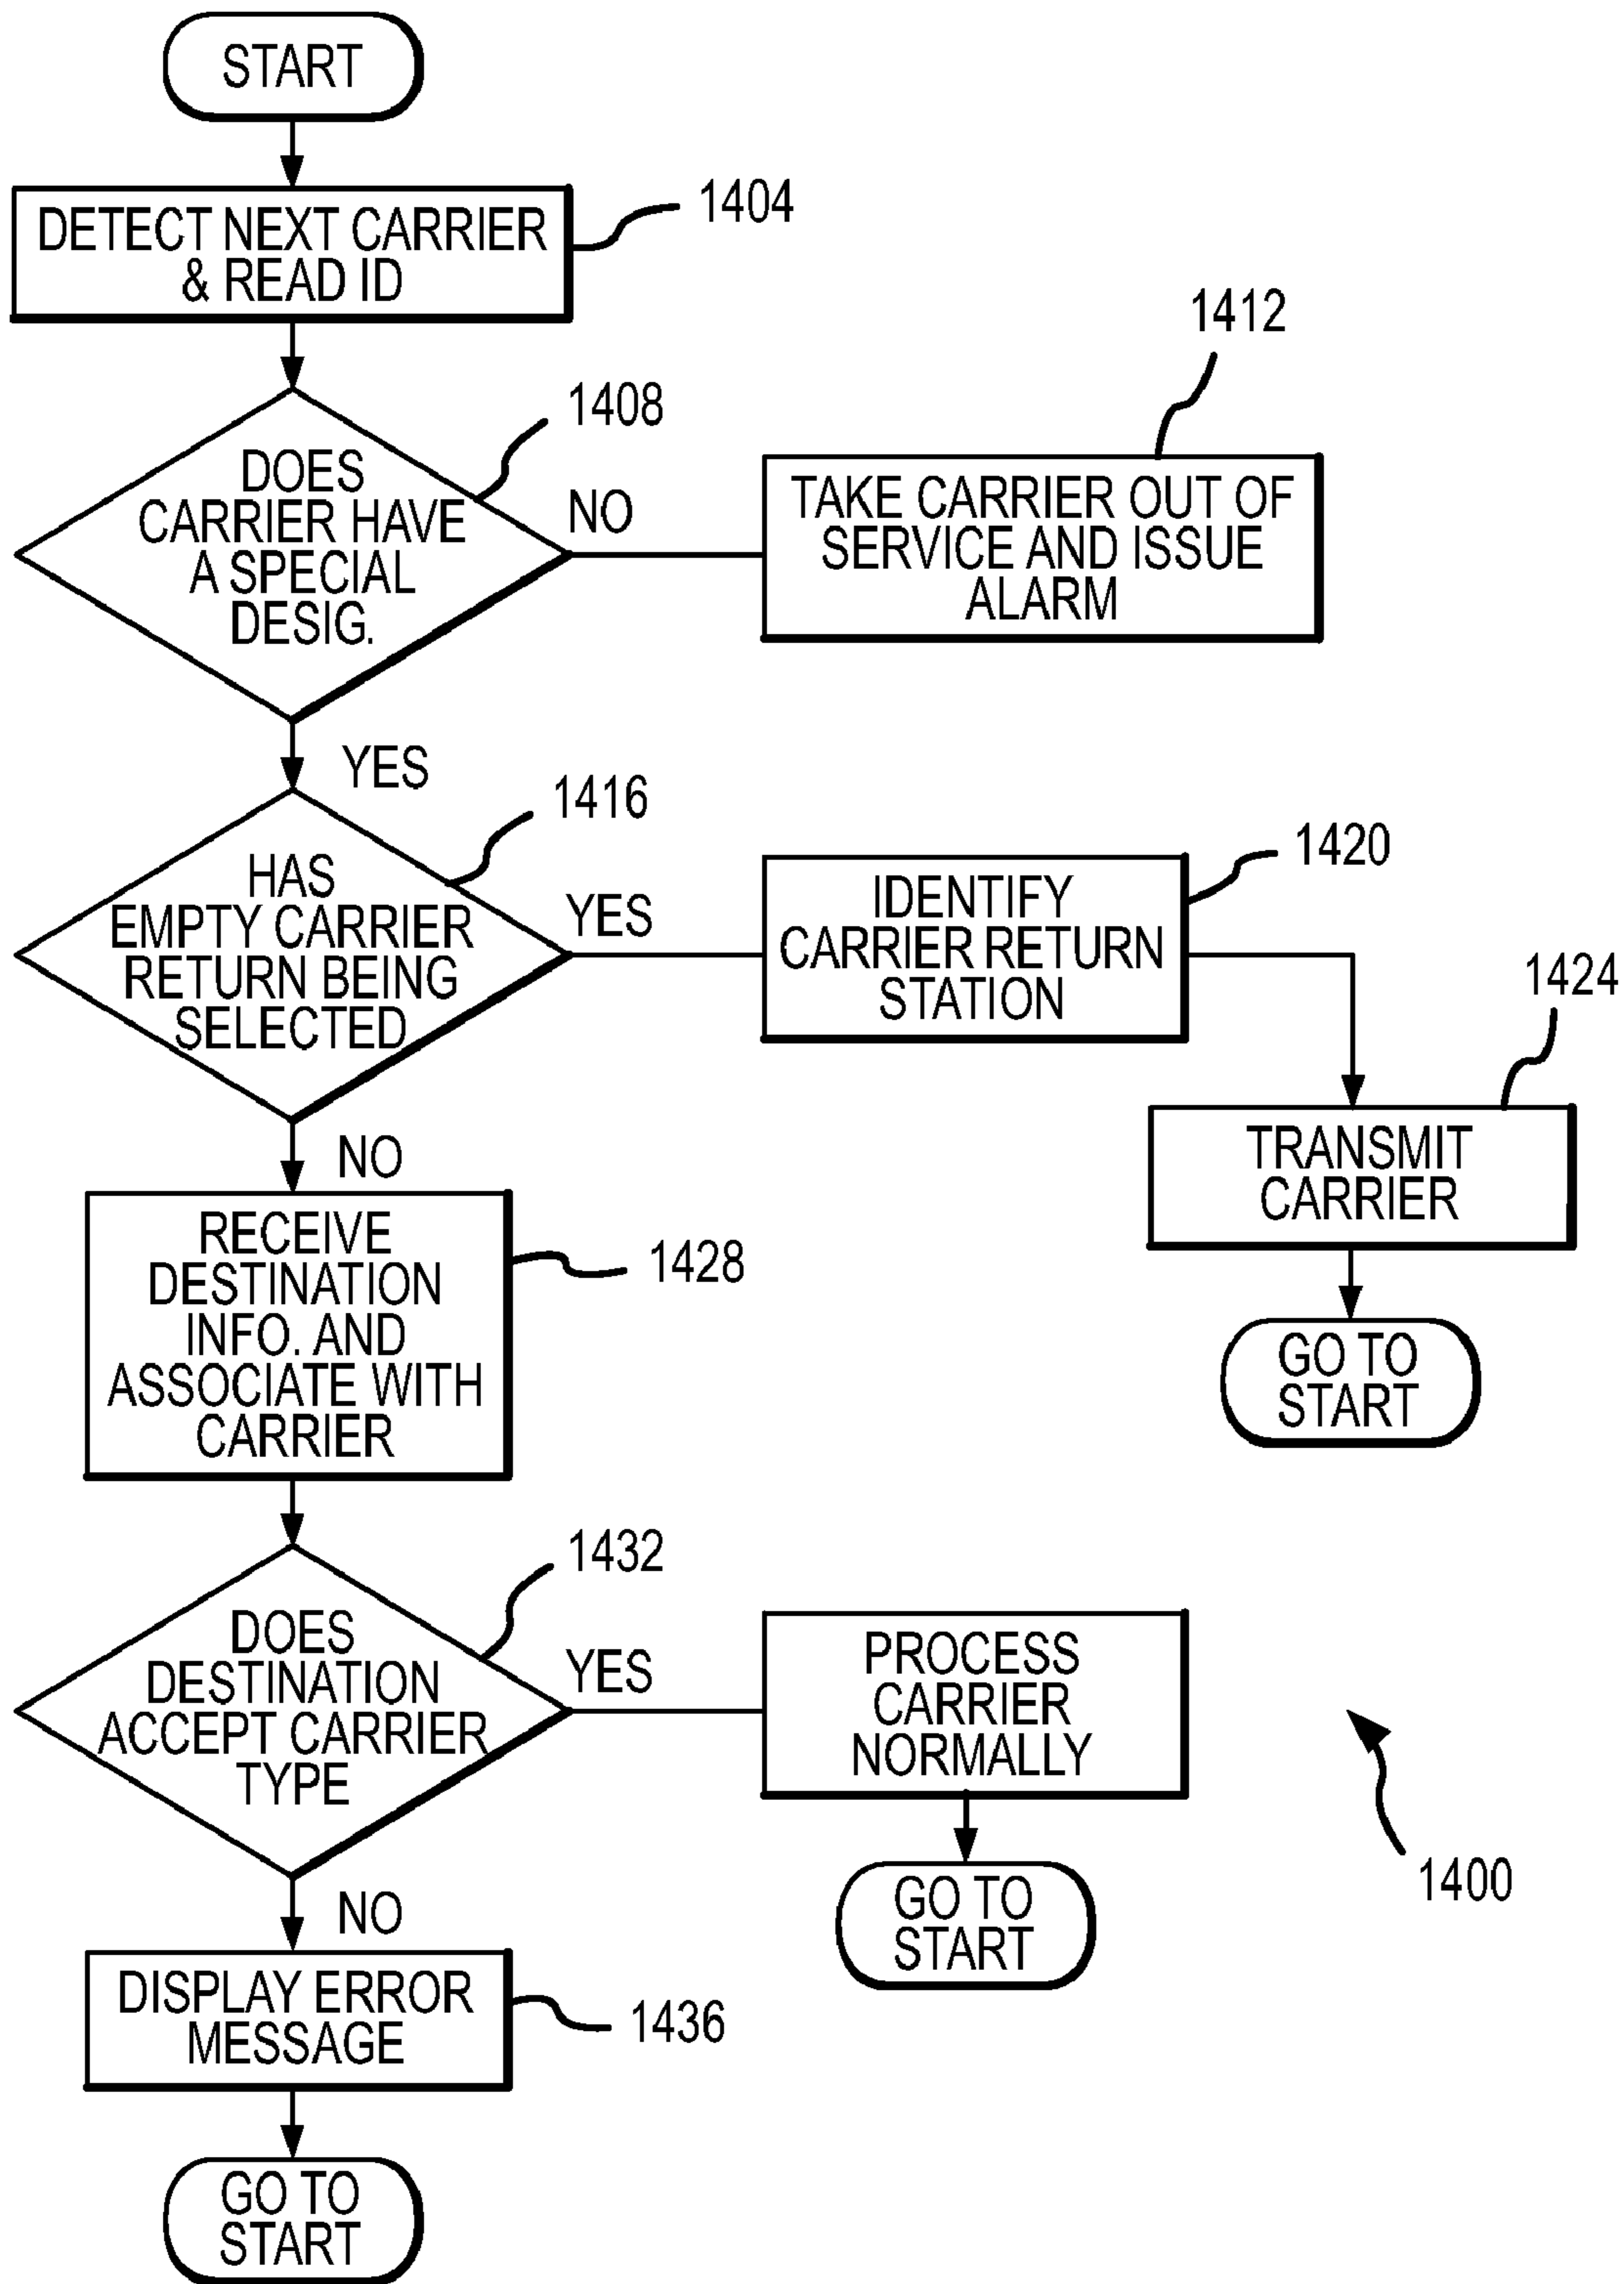 START
DETECT NEXT CARRIER
& READ ID
1404
1408
DOES
CARRIER HAVE
A SPECIAL
DESIG.
NO
1412
TAKE CARRIER OUT OF
SERVICE AND ISSUE
ALARM
YES
1416
HAS
EMPTY CARRIER
RETURN BEING
SELECTED
YES
IDENTIFY
CARRIER RETURN
STATION
1420
1424
TRANSMIT
CARRIER
GO TO
START
NO
RECEIVE
DESTINATION
INFO. AND
ASSOCIATE WITH
CARRIER
1428
1432
DOES
DESTINATION
ACCEPT CARRIER
TYPE
YES
PROCESS
CARRIER
NORMALLY
GO TO
START
1400
NO
DISPLAY ERROR
MESSAGE
1436
GO TO
START